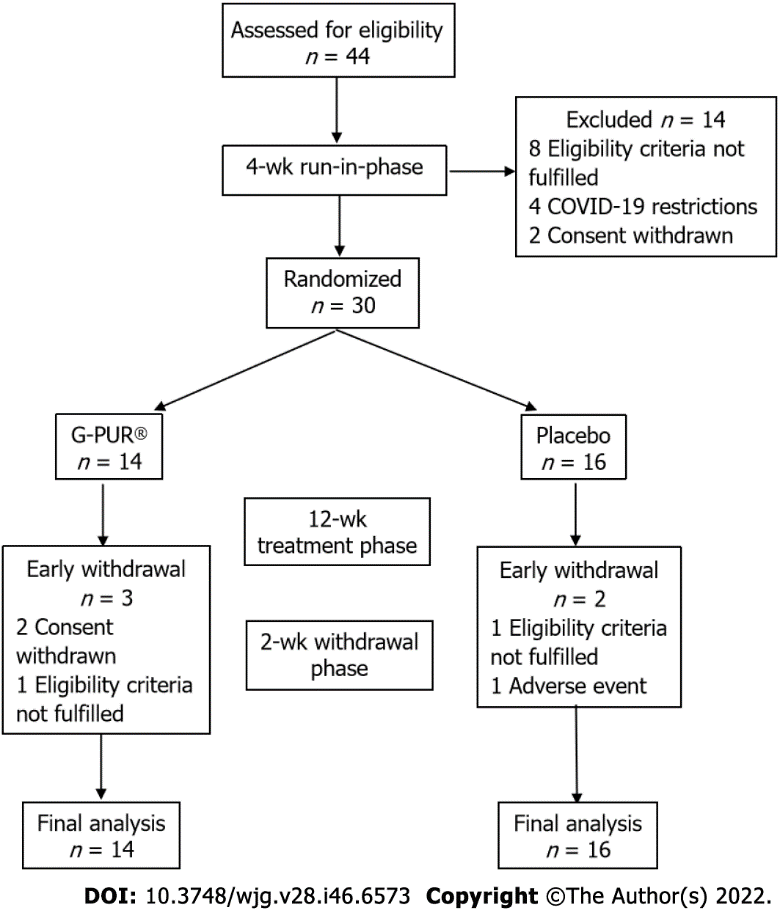 Assessed for eligibility
n = 44
4-wk run-in-phase
Excluded n = 14
8 Eligibility criteria not
fulfilled
4 COVID-19 restrictions
2 Consent withdrawn
Randomized
n = 30
G-PUR®
n = 14
Placebo
n = 16
12-wk
treatment phase
Early withdrawal
n = 3
2 Consent
withdrawn
1 Eligibility criteria
not fulfilled
Early withdrawal
n = 2
1 Eligibility criteria
not fulfilled
1 Adverse event
2-wk withdrawal
phase
Final analysis
n = 14
Final analysis
n = 16
DOI: 10.3748/wjg.v28.i46.6573 Copyright ©The Author(s) 2022.